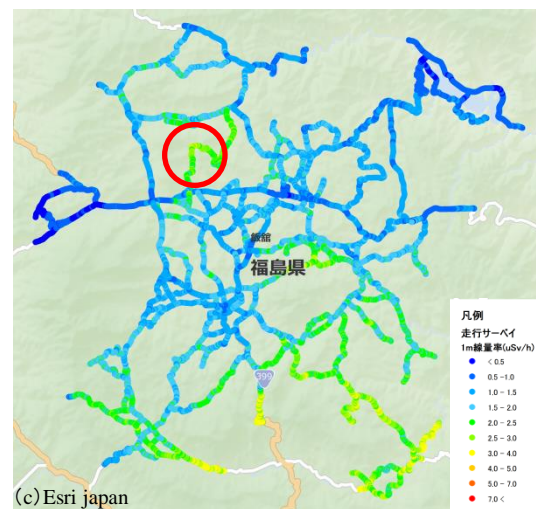 飯舘
福島県
399
凡例
走行サーベイ
1m線量率(uSv/h)
< 0.5
0.5 -1.0
1.0 - 1.5
1.5 - 2.0
2.0 - 2.5
2.5 - 3.0
3.0 - 4.0
4.0 - 5.0
5.0 - 7.0
7.0 <
(c)Esri japan